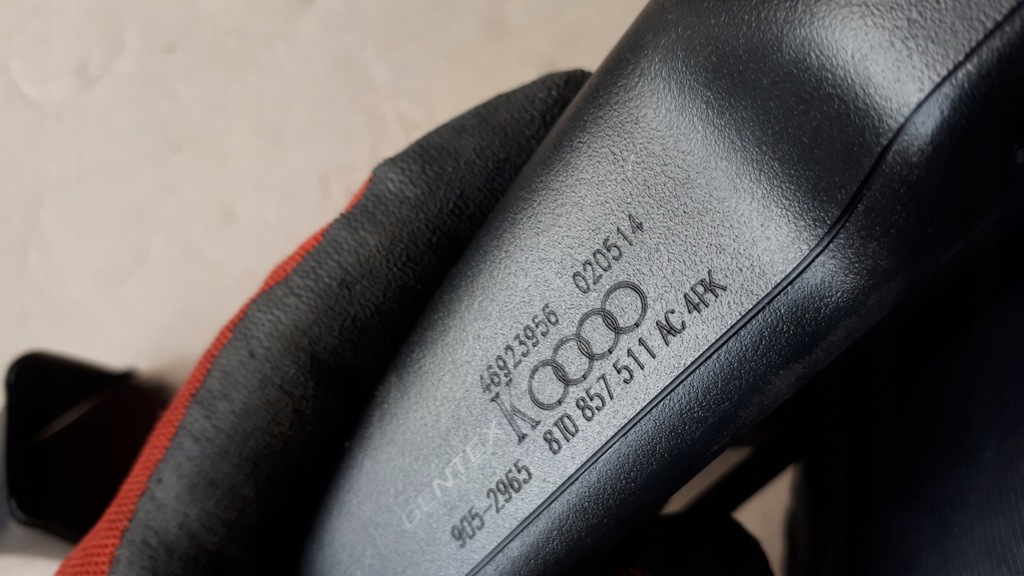 46923956 020514
K
GENTEX
905-2965 8T0 857 511 AC 4PK